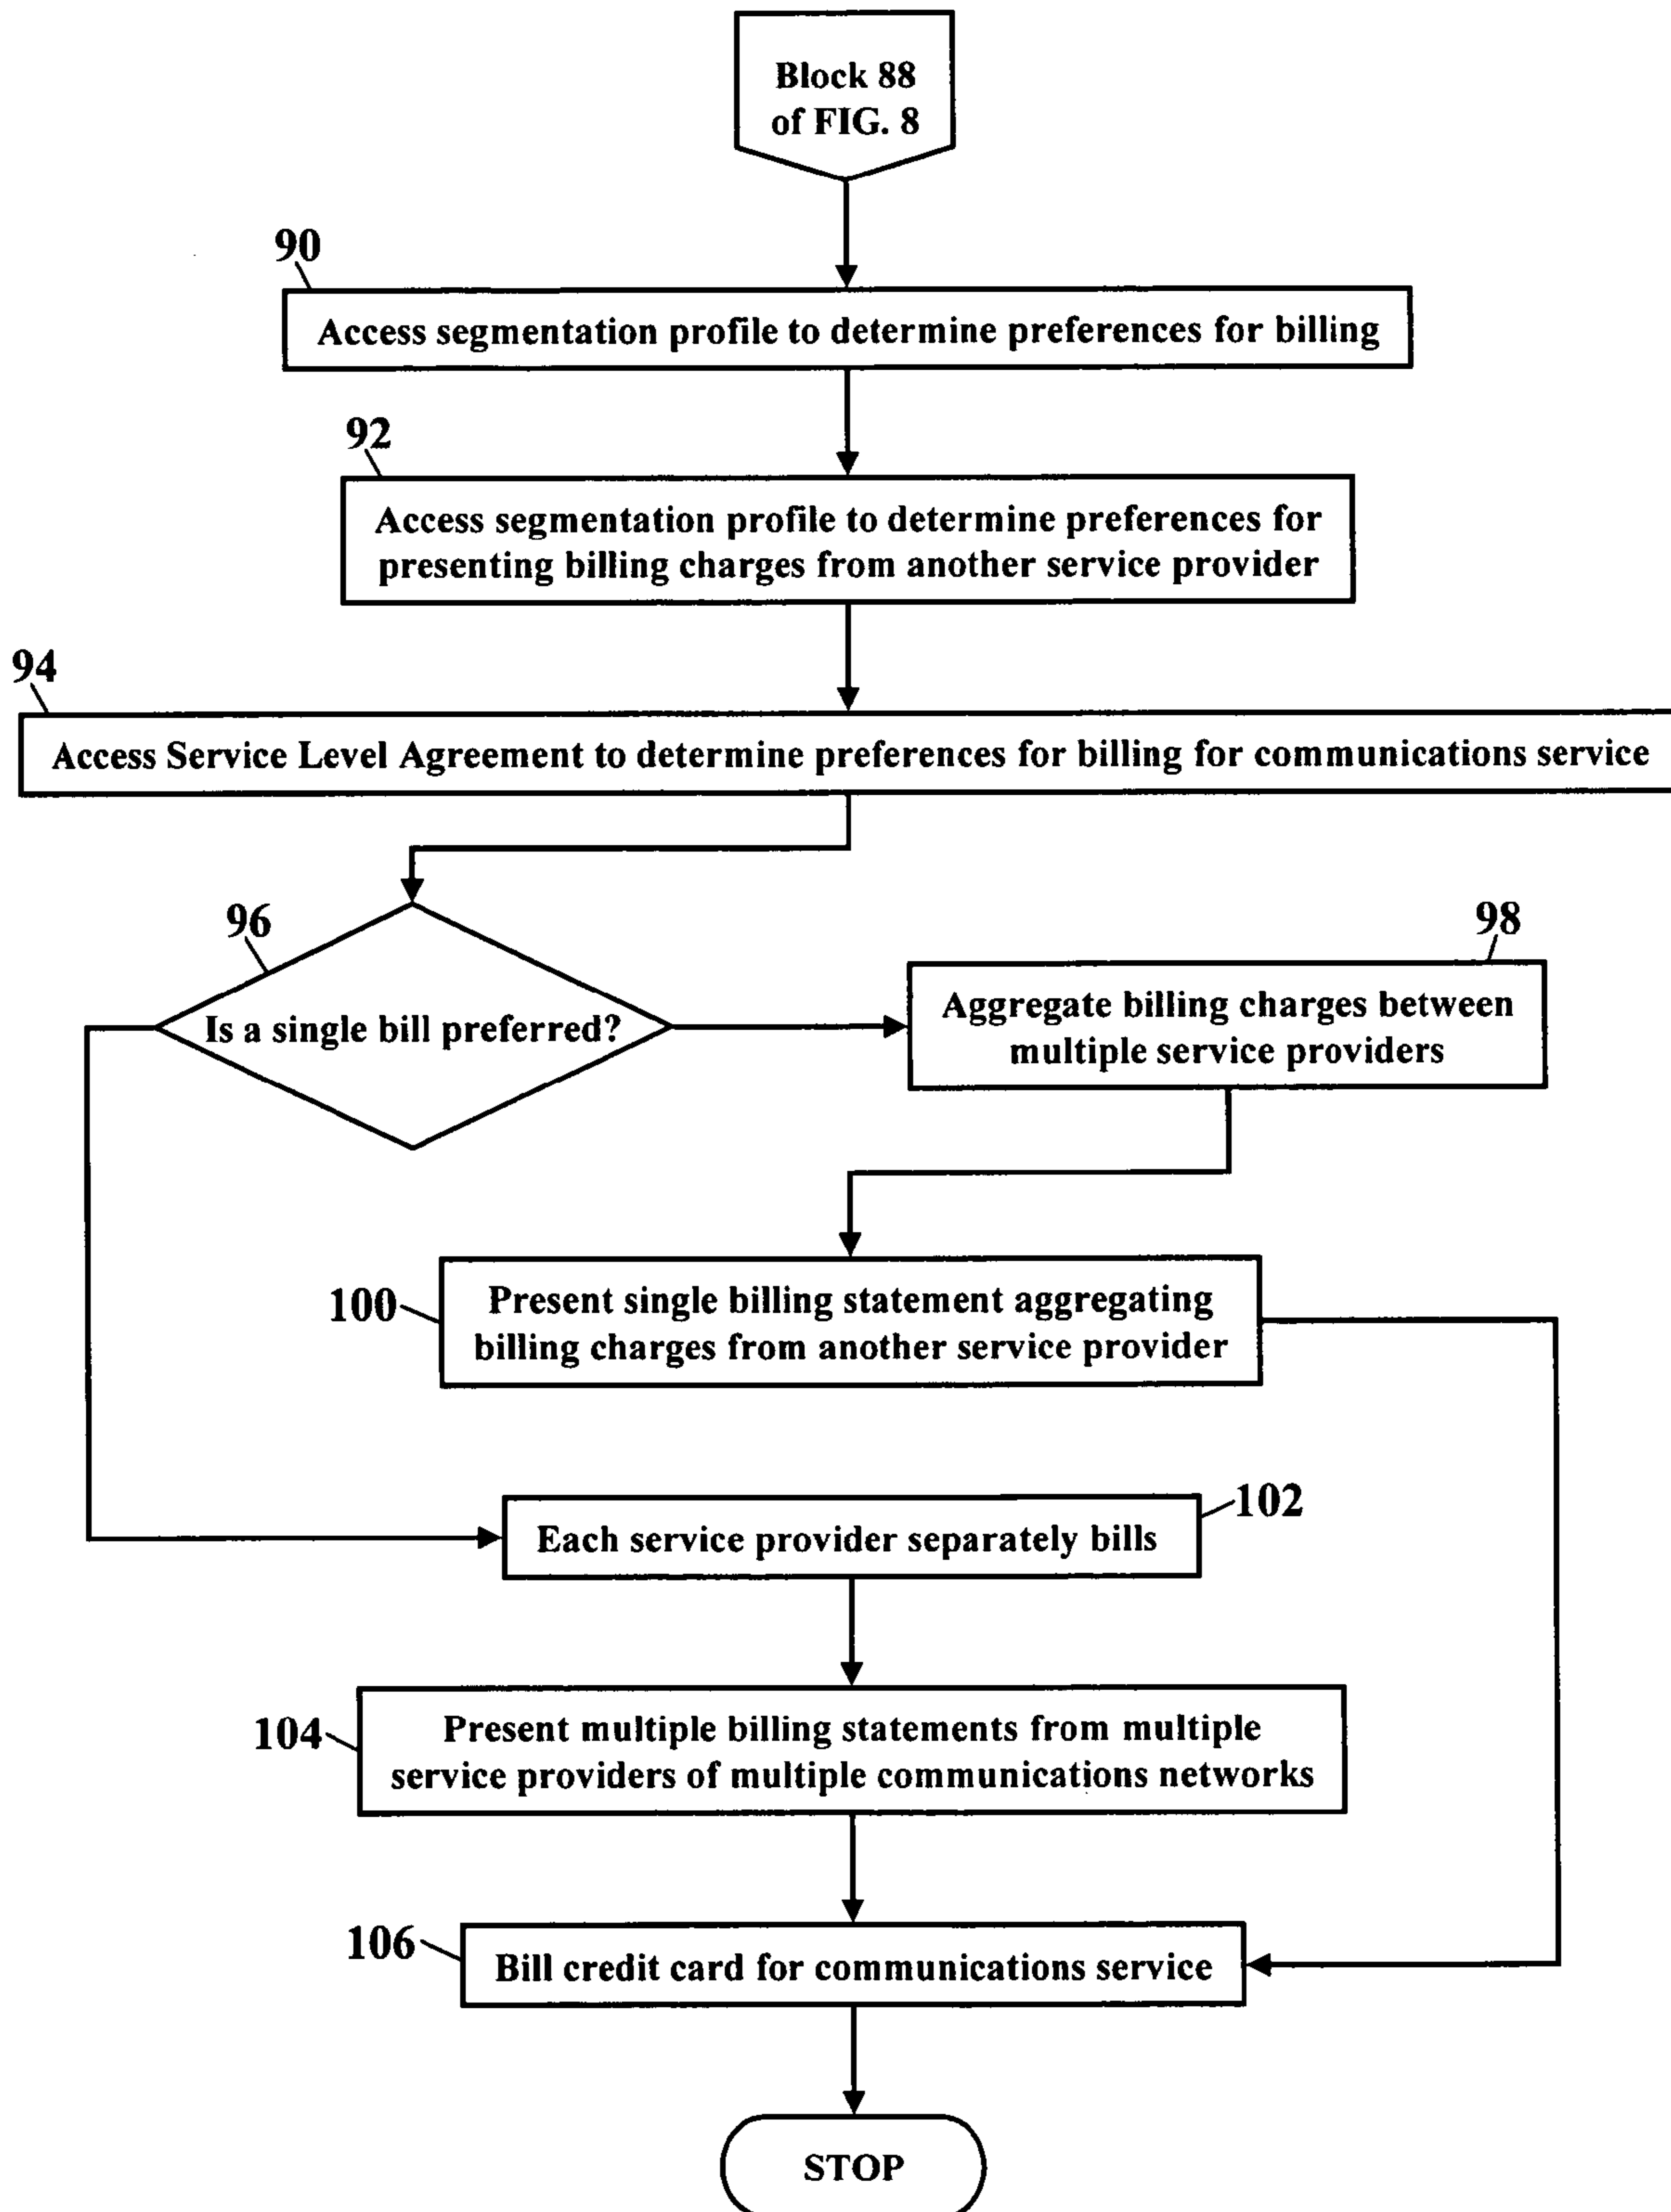 Block 88
of FIG. 8
90
Access segmentation profile to determine preferences for billing
92
Access segmentation profile to determine preferences for
presenting billing charges from another service provider
94
Access Service Level Agreement to determine preferences for billing for communications service
96
Is a single bill preferred?
98
Aggregate billing charges between
multiple service providers
100
Present single billing statement aggregating
billing charges from another service provider
102
Each service provider separately bills
104
Present multiple billing statements from multiple
service providers of multiple communications networks
106
Bill credit card for communications service
STOP